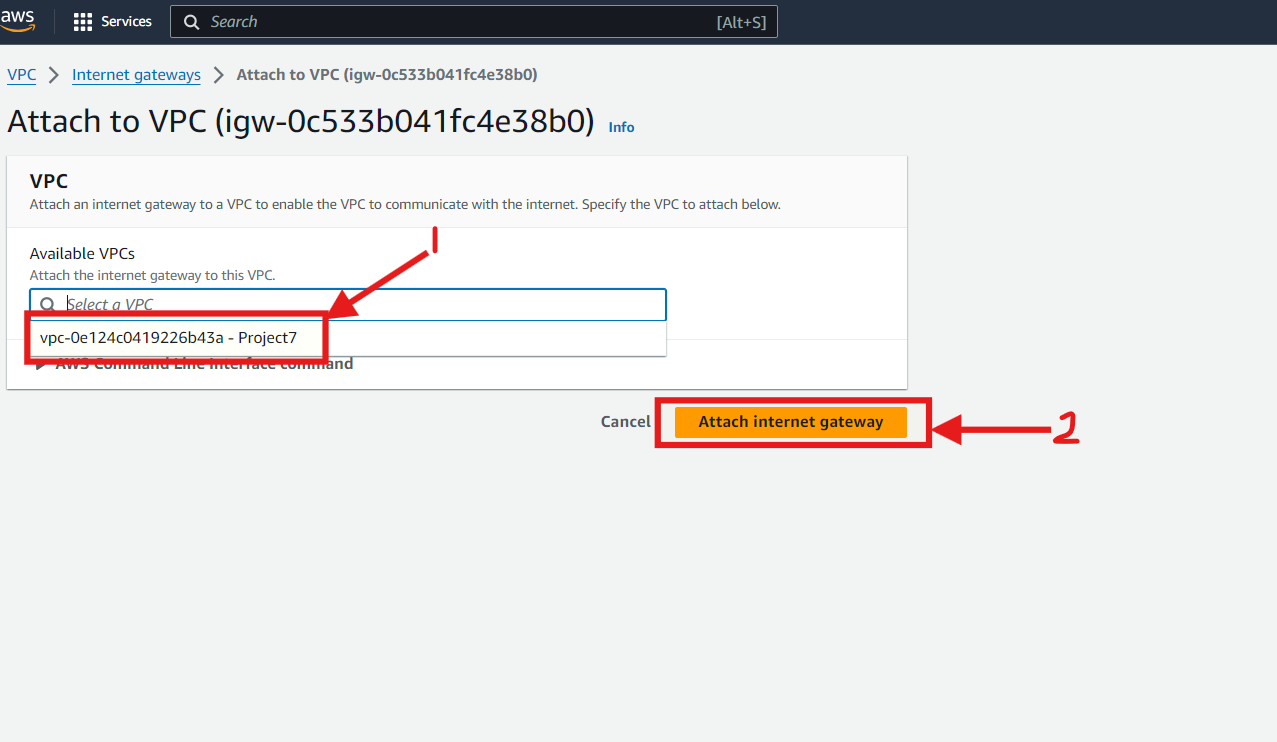 aws Services Search [Alt+S]
VPC > Internet gateways > Attach to VPC (igw-0c533b041fc4e38b0)
Attach to VPC (igw-0c533b041fc4e38b0) Info
VPC
Attach an internet gateway to a VPC to enable the VPC to communicate with the internet. Specify the VPC to attach below.
1
Available VPCs
Attach the internet gateway to this VPC.
Select a VPC
vpc-0e124c0419226b43a - Project7
AWS Command Line Interface command
Cancel Attach internet gateway 2